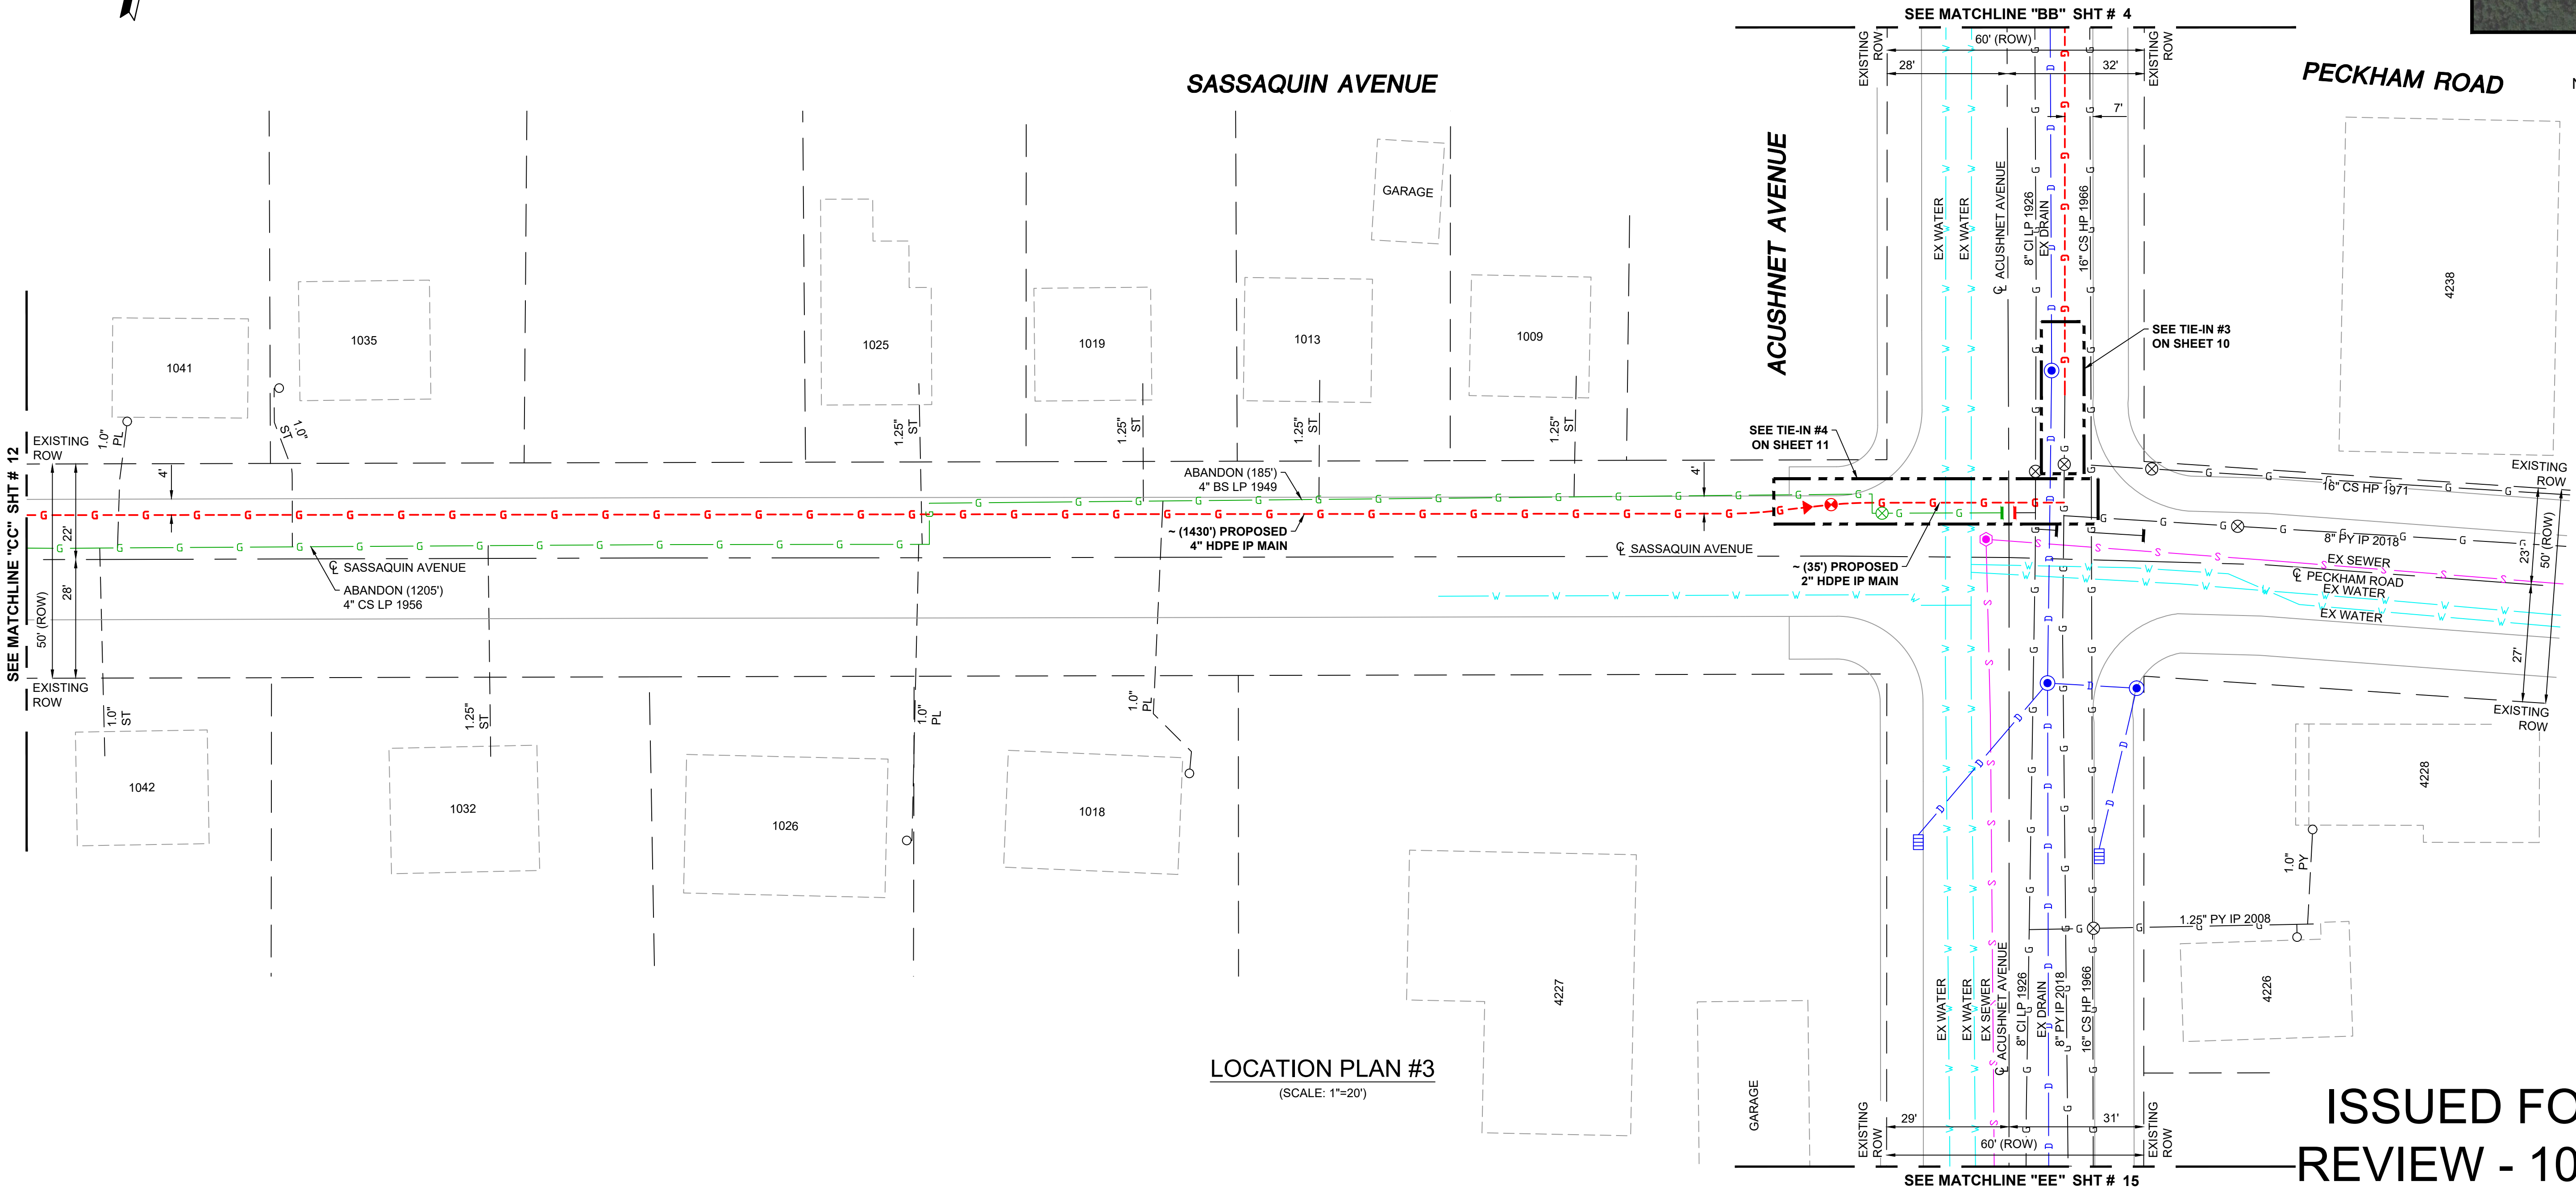 SEE MATCHLINE "BB" SHT # 4
60' (ROW)
EXISTING
ROW
EXISTING
ROW
28'
32'
7'
SASSAQUIN AVENUE
PECKHAM ROAD
ACUSHNET AVENUE
GARAGE
EX WATER
EX WATER
℄ ACUSHNET AVENUE
8" CI LP 1926
EX DRAIN
16" CS HP 1966
4238
1041
1035
1025
1019
1013
1009
SEE TIE-IN #3
ON SHEET 10
SEE TIE-IN #4
ON SHEET 11
SEE MATCHLINE "CC" SHT # 12
EXISTING
ROW
1.0"
PL
1.0"
ST
1.25"
ST
1.25"
ST
1.25"
ST
1.25"
ST
4'
4'
ABANDON (185')
4" BS LP 1949
16" CS HP 1971
EXISTING
ROW
22'
28'
50' (ROW)
~ (1430') PROPOSED
4" HDPE IP MAIN
℄ SASSAQUIN AVENUE
℄ SASSAQUIN AVENUE
ABANDON (1205')
4" CS LP 1956
~ (35') PROPOSED
2" HDPE IP MAIN
8" PY IP 2018
EX SEWER
℄ PECKHAM ROAD
EX WATER
EX WATER
23'
50' (ROW)
27'
EXISTING
ROW
EXISTING
ROW
1.0"
ST
1.25"
ST
1.0"
PL
1.0"
PL
1042
1032
1026
1018
4228
1.0"
PY
1.25" PY IP 2008
4227
4226
GARAGE
EX WATER
EX WATER
EX SEWER
℄ ACUSHNET AVENUE
8" CI LP 1926
EX DRAIN
8" PY IP 2018
16" CS HP 1966
LOCATION PLAN #3
(SCALE: 1"=20')
29'
31'
60' (ROW)
EXISTING
ROW
EXISTING
ROW
SEE MATCHLINE "EE" SHT # 15
ISSUED FO
REVIEW - 10